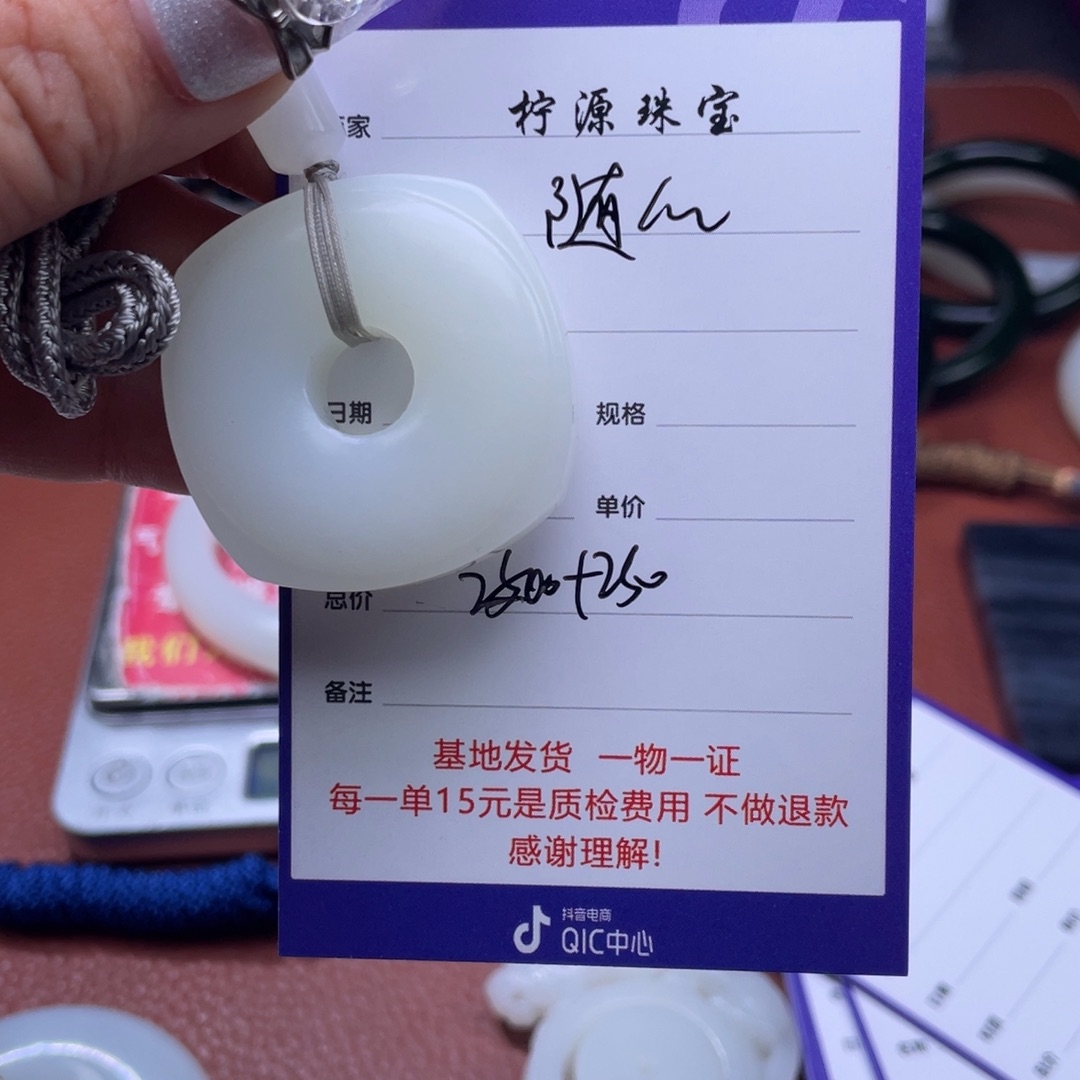 家 柠源珠宝
随心
日期
规格
单价
总价 2500+250
备注
基地发货 一物一证
每一单15元是质检费用 不做退款
感谢理解!
抖音电商
QIC中心